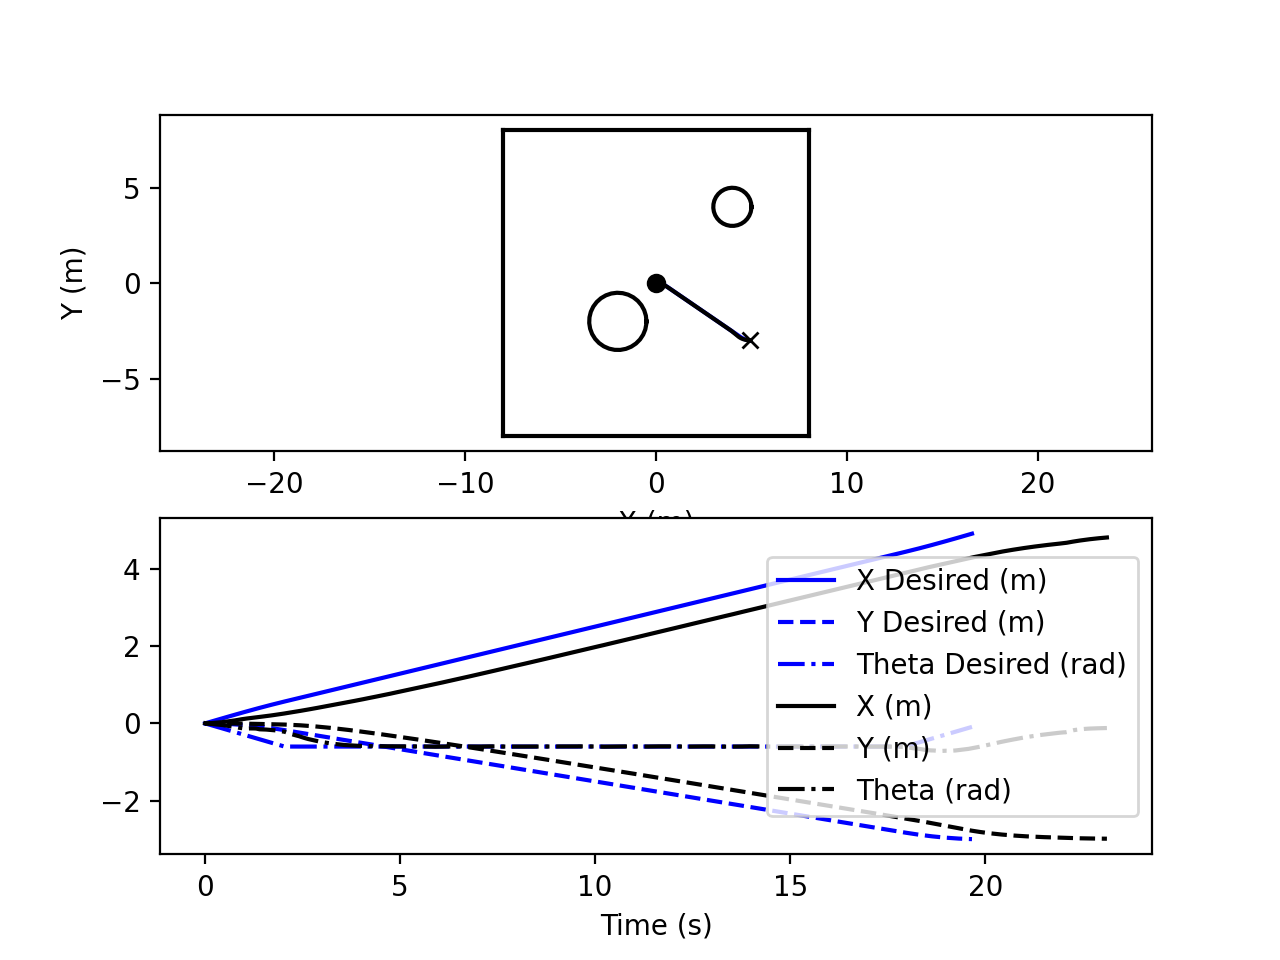 Y (m)
5
0
−5
−20
−10
0
10
20
X (m)
4
2
0
−2
X Desired (m)
Y Desired (m)
Theta Desired (rad)
X (m)
Y (m)
Theta (rad)
0
5
10
15
20
Time (s)